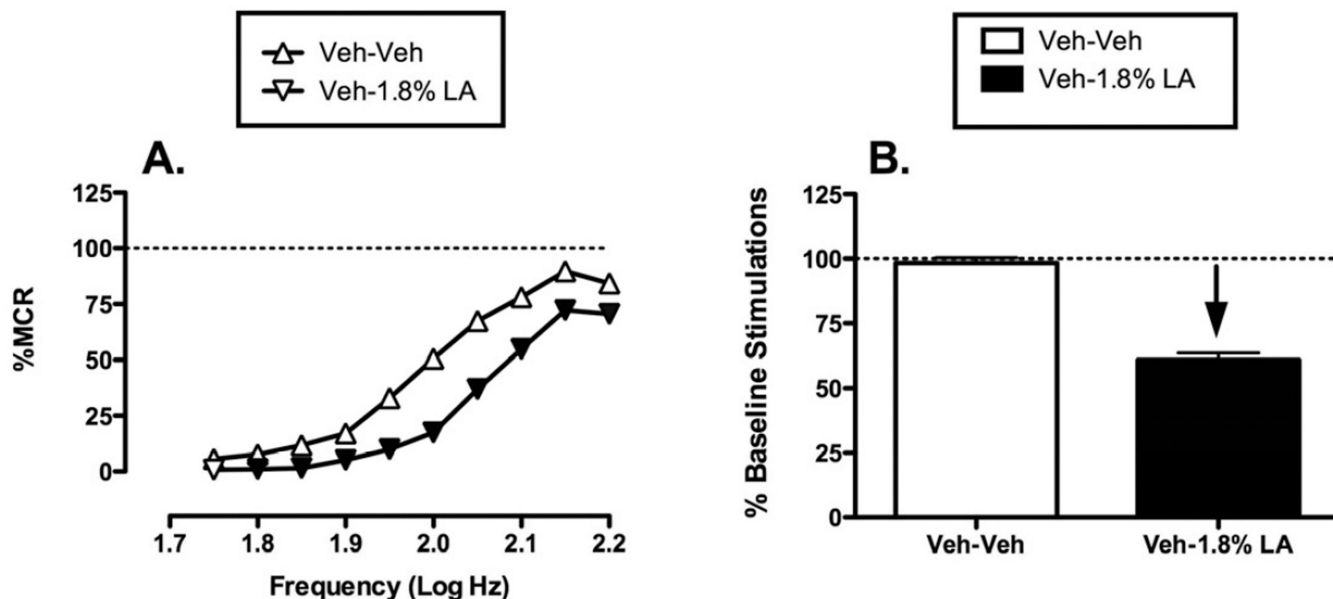 Veh-Veh
Veh-1.8% LA
A.
125
100
75
50
25
0
%MCR
1.7 1.8 1.9 2.0 2.1 2.2
Frequency (Log Hz)
Veh-Veh
Veh-1.8% LA
B.
125
100
75
50
25
0
% Baseline Stimulations
Veh-Veh Veh-1.8% LA